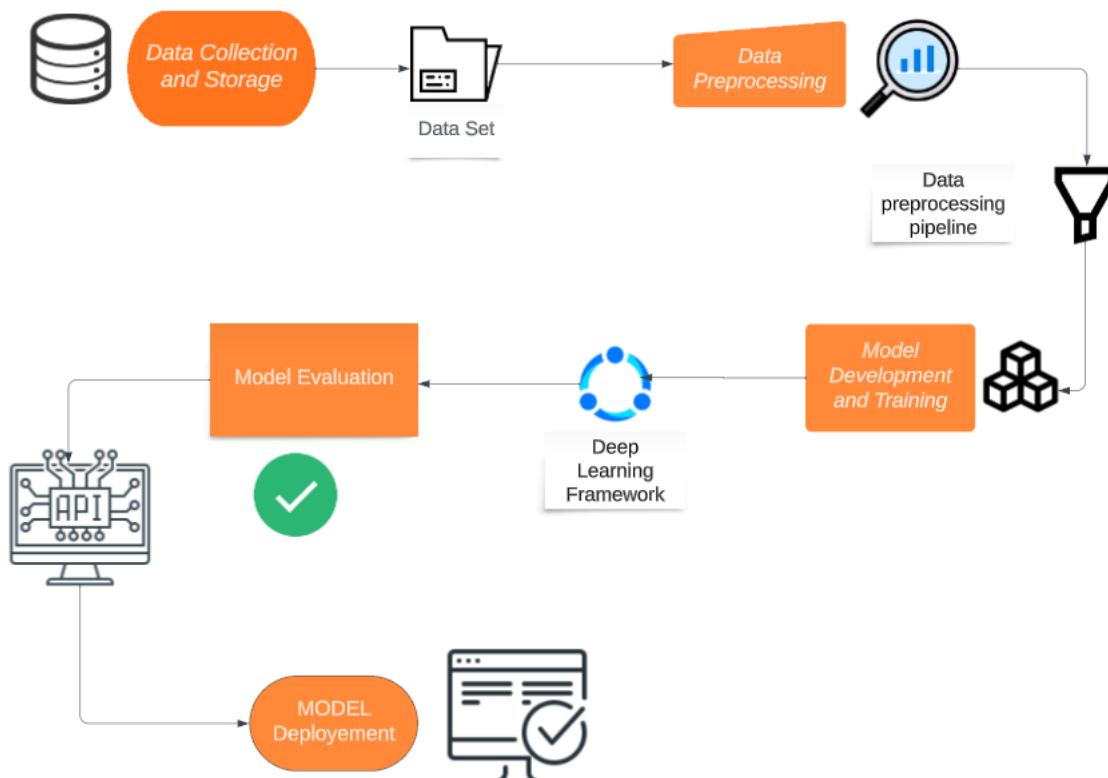 Data Collection
and Storage
Data Set
Data
Preprocessing
Data
preprocessing
pipeline
Model
Development
and Training
Deep
Learning
Framework
Model Evaluation
API
MODEL
Deployement